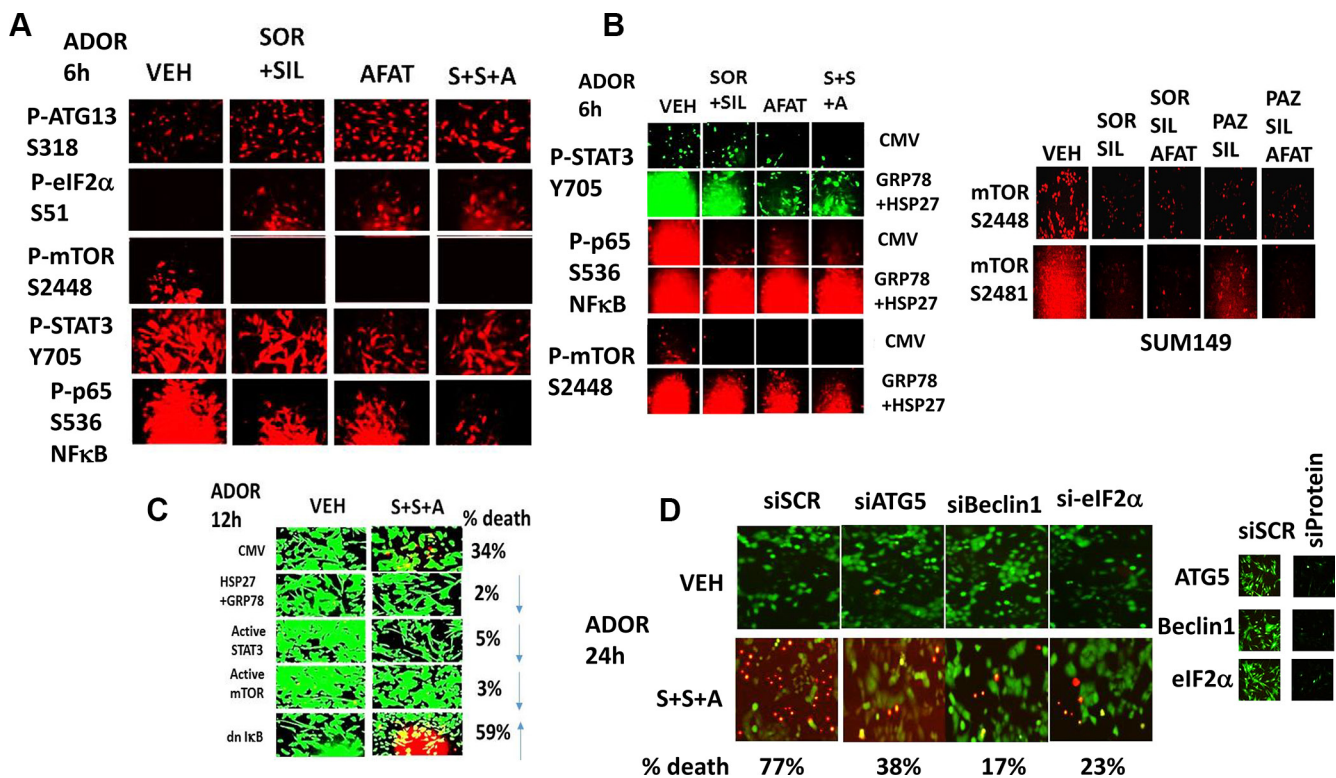 A
ADOR
6h
VEH
SOR
+SIL
AFAT
S+S+A
P-ATG13
S318
P-eIF2α
S51
P-mTOR
S2448
P-STAT3
Y705
P-p65
S536
NFκB
B
ADOR
6h
VEH
SOR
+SIL
AFAT
S+S
+A
P-STAT3
Y705
CMV
GRP78
+HSP27
P-p65
S536
NFκB
CMV
GRP78
+HSP27
P-mTOR
S2448
CMV
GRP78
+HSP27
VEH
SOR
SIL
SOR
SIL
AFAT
PAZ
SIL
PAZ
SIL
AFAT
mTOR
S2448
mTOR
S2481
SUM149
C
ADOR
12h
VEH
S+S+A
% death
CMV
34%
HSP27
+GRP78
2%
Active
STAT3
5%
Active
mTOR
3%
dn IκB
59%
D
siSCR
siATG5
siBeclin1
si-eIF2α
VEH
ADOR
24h
S+S+A
% death
77%
38%
17%
23%
siSCR
siProtein
ATG5
Beclin1
eIF2α